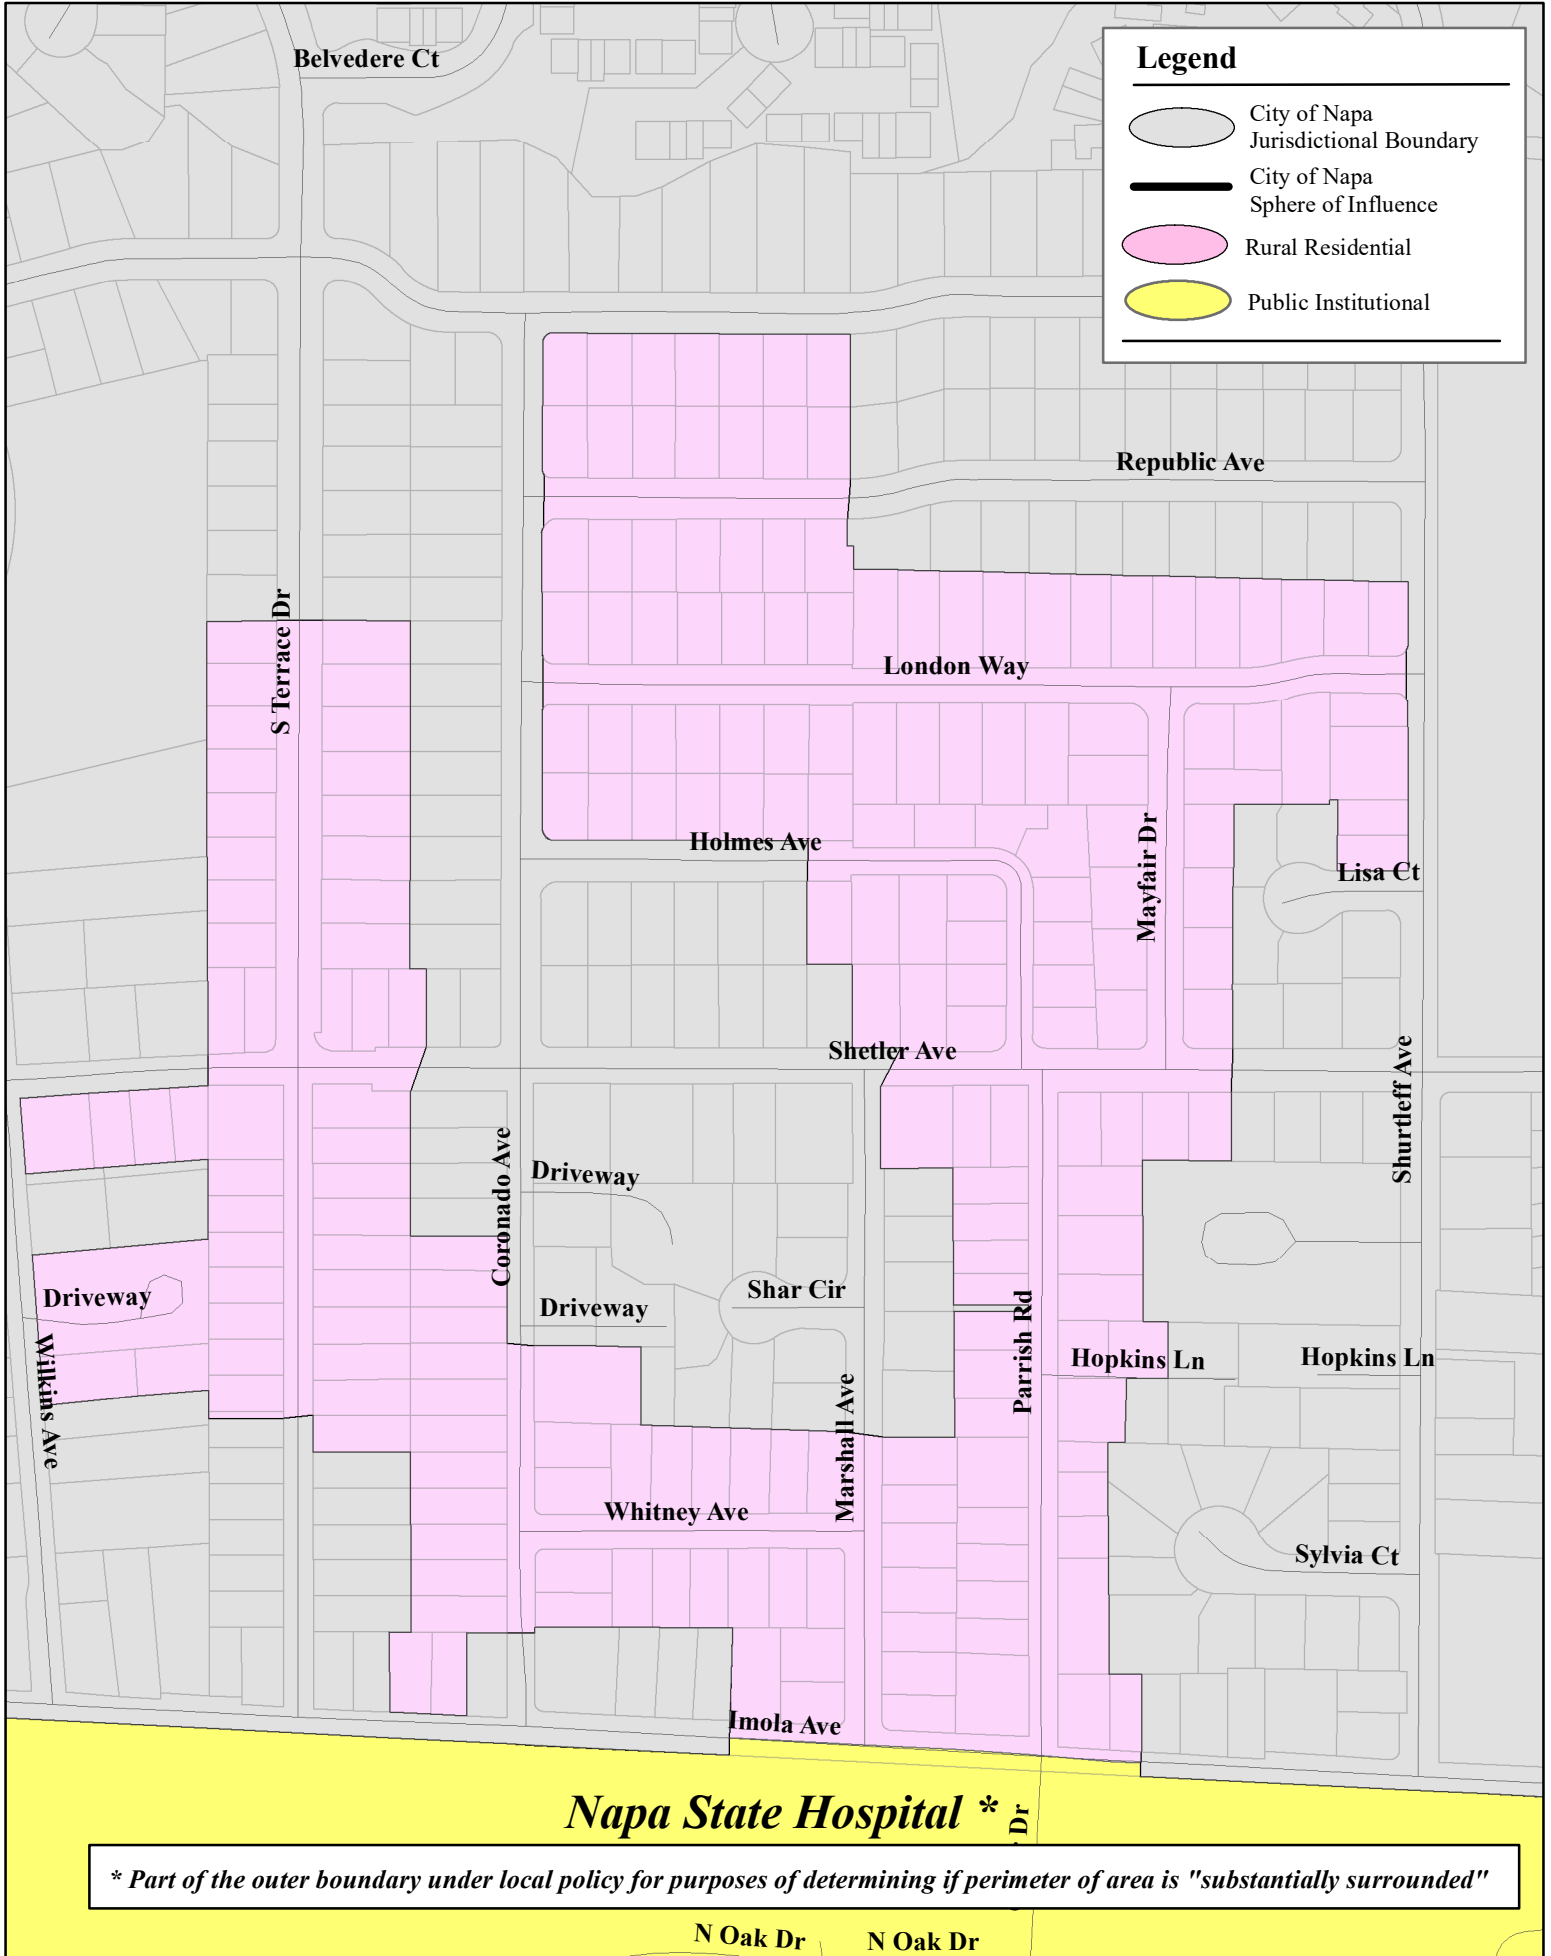 Belvedere Ct
Legend
City of Napa
Jurisdictional Boundary
City of Napa
Sphere of Influence
Rural Residential
Public Institutional
Republic Ave
S Terrace Dr
London Way
Holmes Ave
Mayfair Dr
Lisa Ct
Shetler Ave
Shurtleff Ave
Coronado Ave
Driveway
Driveway
Shar Cir
Driveway
Parrish Rd
Wilkins Ave
Hopkins Ln
Hopkins Ln
Marshall Ave
Whitney Ave
Sylvia Ct
Imola Ave
Napa State Hospital *
Dr
* Part of the outer boundary under local policy for purposes of determining if perimeter of area is "substantially surrounded"
N Oak Dr
N Oak Dr